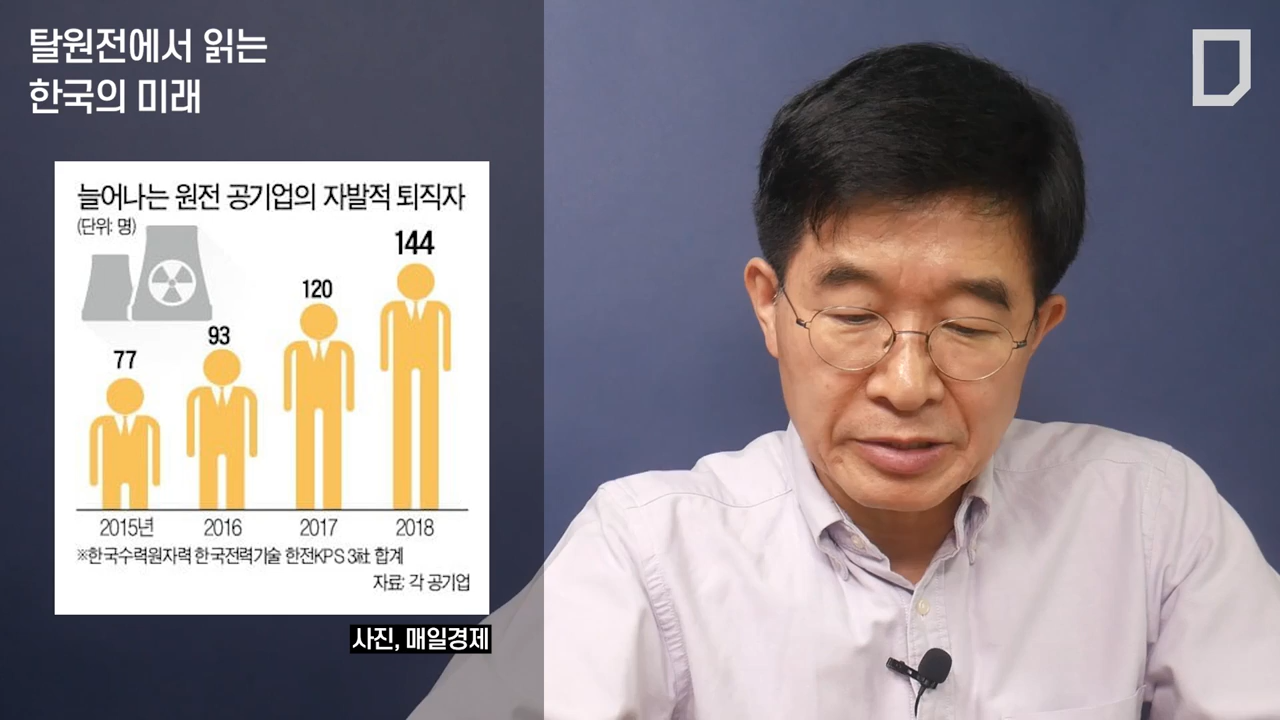 탈원전에서 읽는
한국의 미래
늘어나는 원전 공기업의 자발적 퇴직자
(단위: 명)
144
120
93
77
2015년 2016 2017 2018
※한국수력원자력 한국전력기술 한전KPS 3社 합계
자료: 각 공기업
사진, 매일경제